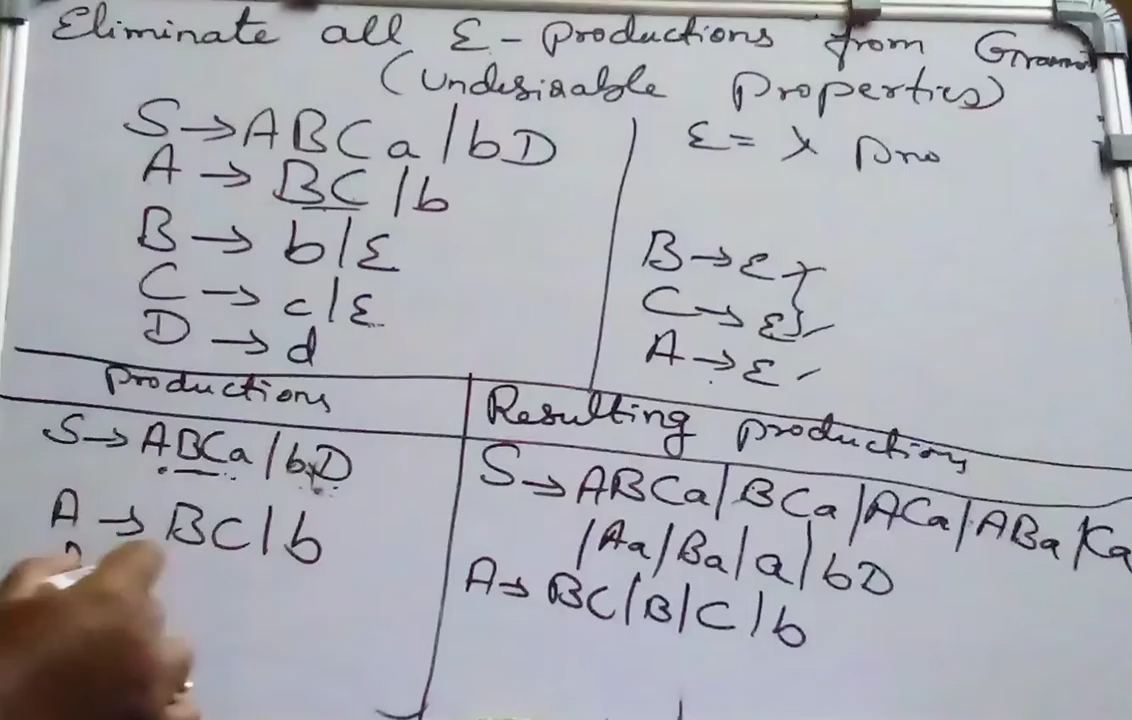 Eliminate all ε - productions from Gramm
(undesirable Properties)
S → ABCa / bD
A → BC / b
B → b / ε
C → c / ε
D → d
ε = λ pro
B → ε
C → ε
A → ε
productions
S → ABCa / bD
A → BC / b
Resulting productions
S → ABCa / BCa / ACa / ABa / Ca
/ Aa / Ba / a / bD
A → BC / B / C / b